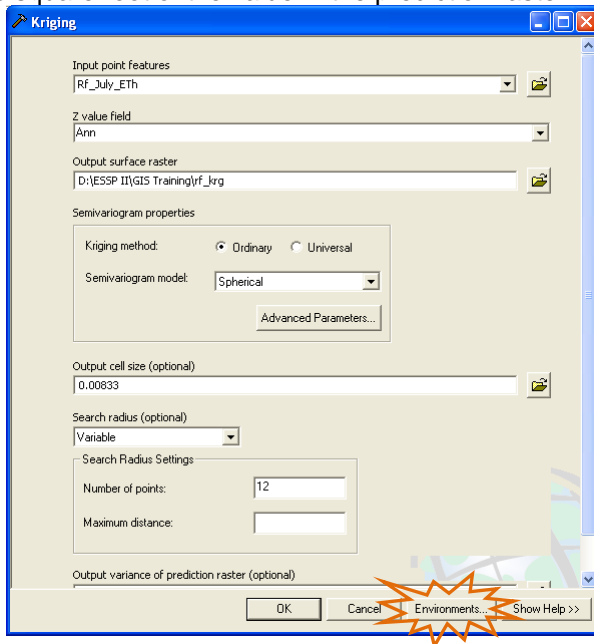 Kriging
Input point features
Rf_July_ETh
Z value field
Ann
Output surface raster
D:\ESSP II\GIS Training\rf_krg
Semivariogram properties
Kriging method:
Ordinary
Universal
Semivariogram model:
Spherical
Advanced Parameters...
Output cell size (optional)
0.00833
Search radius (optional)
Variable
Search Radius Settings
Number of points:
12
Maximum distance:
Output variance of prediction raster (optional)
OK
Cancel
Environments...
Show Help >>